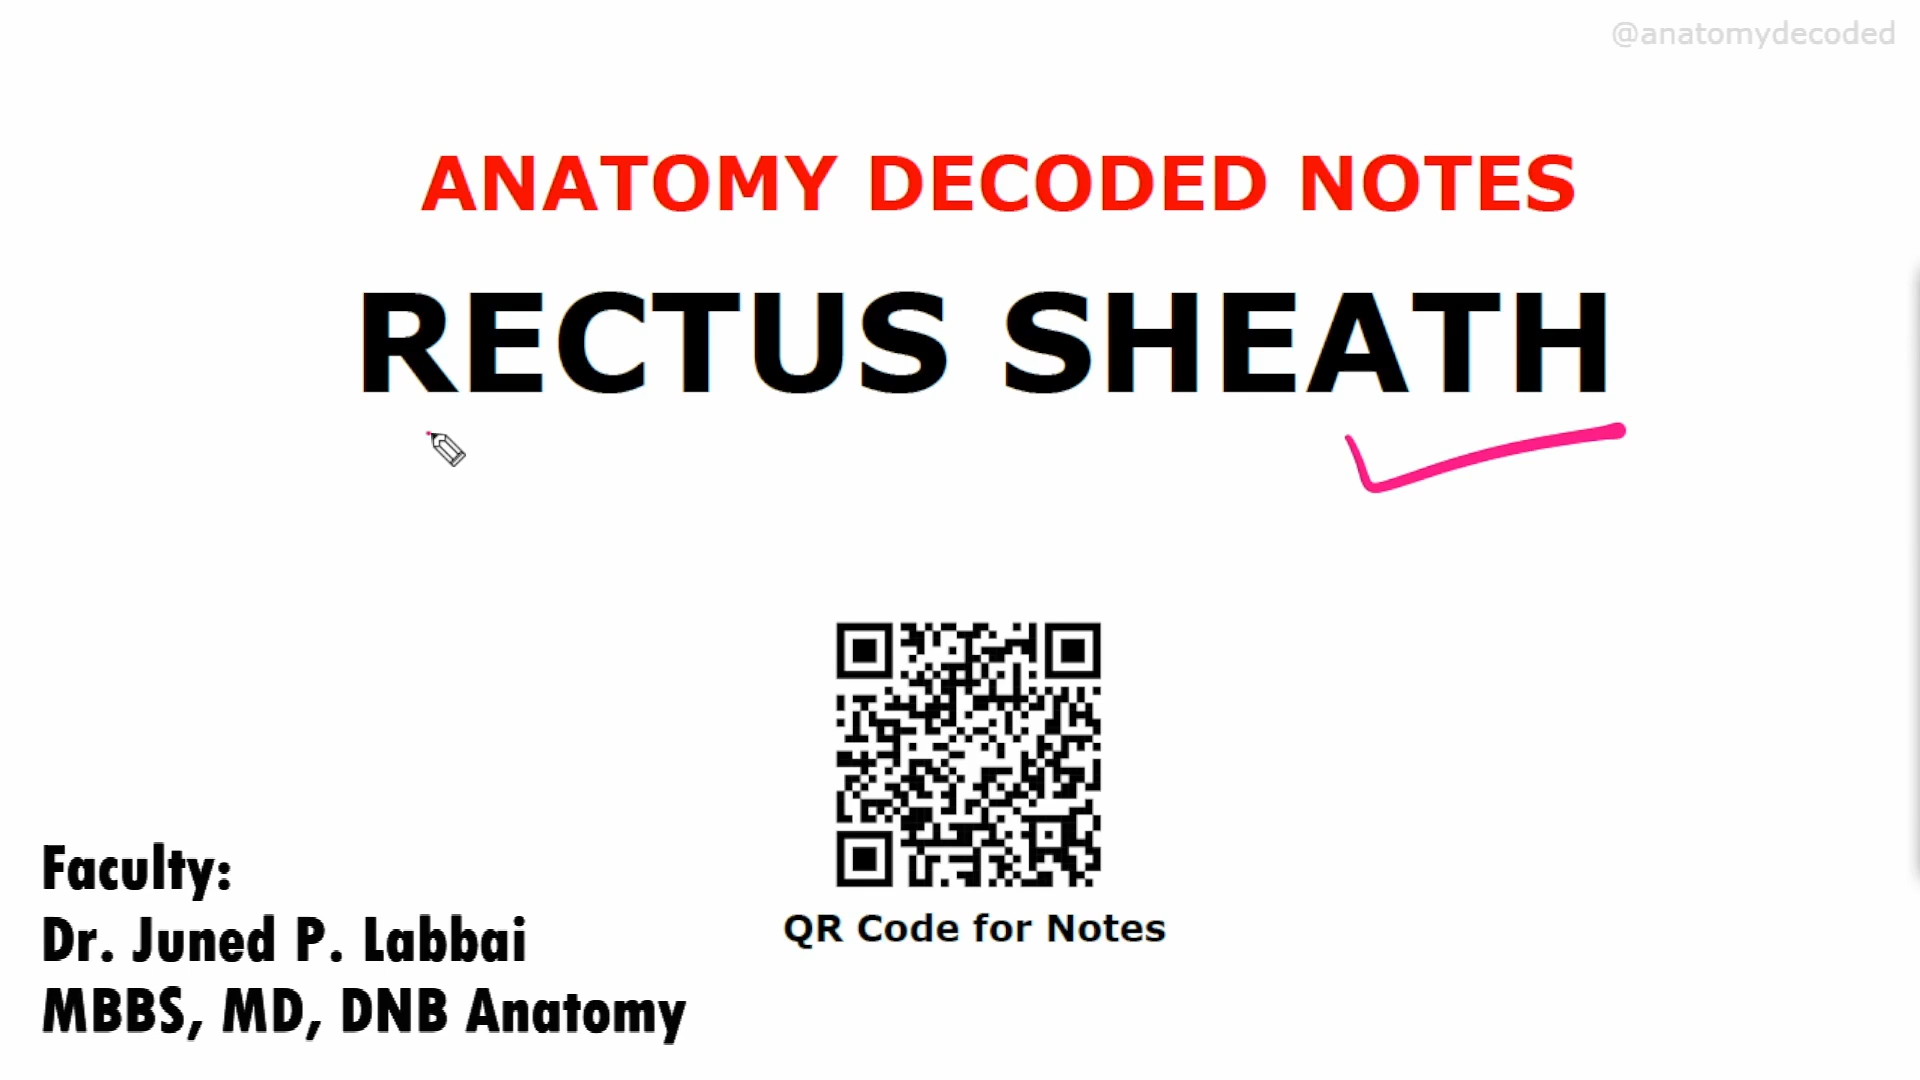 @anatomydecoded
ANATOMY DECODED NOTES
RECTUS SHEATH
QR Code for Notes
Faculty:
Dr. Juned P. Labbai
MBBS, MD, DNB Anatomy